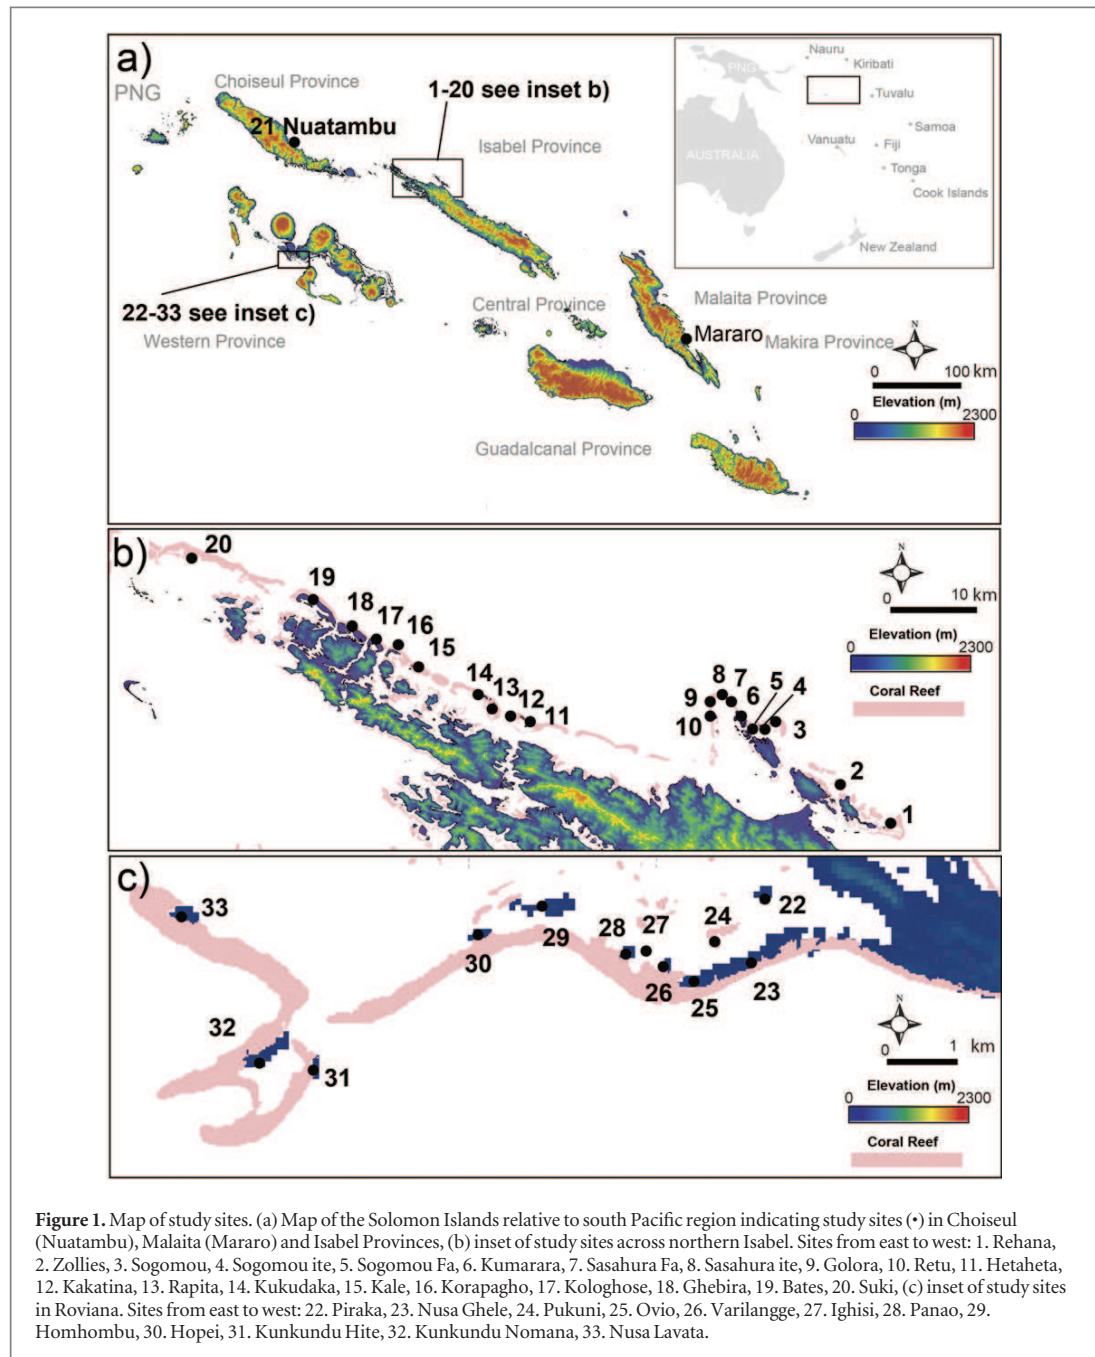 a)
PNG
Choiseul Province
21 Nuatambu
1-20 see inset b)
Isabel Province
22-33 see inset c)
Western Province
Central Province
Malaita Province
Mararo
Makira Province
Guadalcanal Province
Nauru
Kiribati
PNG
Tuvalu
Samoa
Vanuatu
Fiji
AUSTRALIA
Tonga
Cook Islands
New Zealand
N
0 100 km
Elevation (m)
0 2300
b)
20
19
18
17
16
15
14
13
12
11
8
7
9
6
5
4
10
3
2
1
N
0 10 km
Elevation (m)
0 2300
Coral Reef
c)
33
30
29
28
27
24
22
26
25
23
32
31
N
0 1 km
Elevation (m)
0 2300
Coral Reef
Figure 1. Map of study sites. (a) Map of the Solomon Islands relative to south Pacific region indicating study sites (•) in Choiseul
(Nuatambu), Malaita (Mararo) and Isabel Provinces, (b) inset of study sites across northern Isabel. Sites from east to west: 1. Rehana,
2. Zollies, 3. Sogomou, 4. Sogomou ite, 5. Sogomou Fa, 6. Kumarara, 7. Sasahura Fa, 8. Sasahura ite, 9. Golora, 10. Retu, 11. Hetaheta,
12. Kakatina, 13. Rapita, 14. Kukudaka, 15. Kale, 16. Korapagho, 17. Kologhose, 18. Ghebira, 19. Bates, 20. Suki, (c) inset of study sites
in Roviana. Sites from east to west: 22. Piraka, 23. Nusa Ghele, 24. Pukuni, 25. Ovio, 26. Varilangge, 27. Ighisi, 28. Panao, 29.
Homhombu, 30. Hopei, 31. Kunkundu Hite, 32. Kunkundu Nomana, 33. Nusa Lavata.